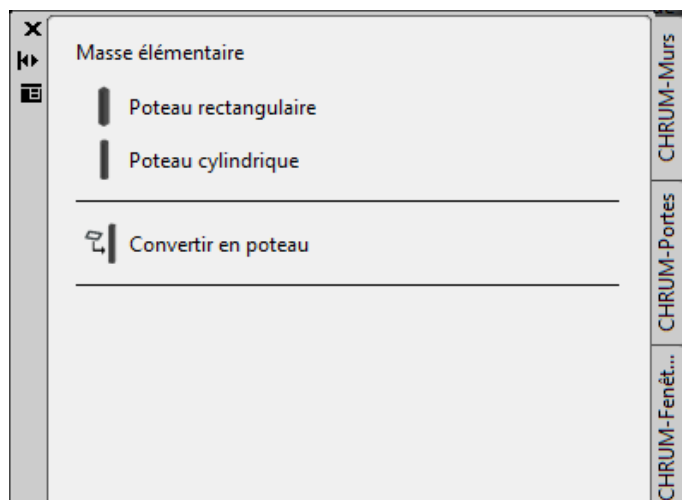 Masse élémentaire
Poteau rectangulaire
Poteau cylindrique
Convertir en poteau
CHRUM-Murs
CHRUM-Portes
CHRUM-Fenêt...